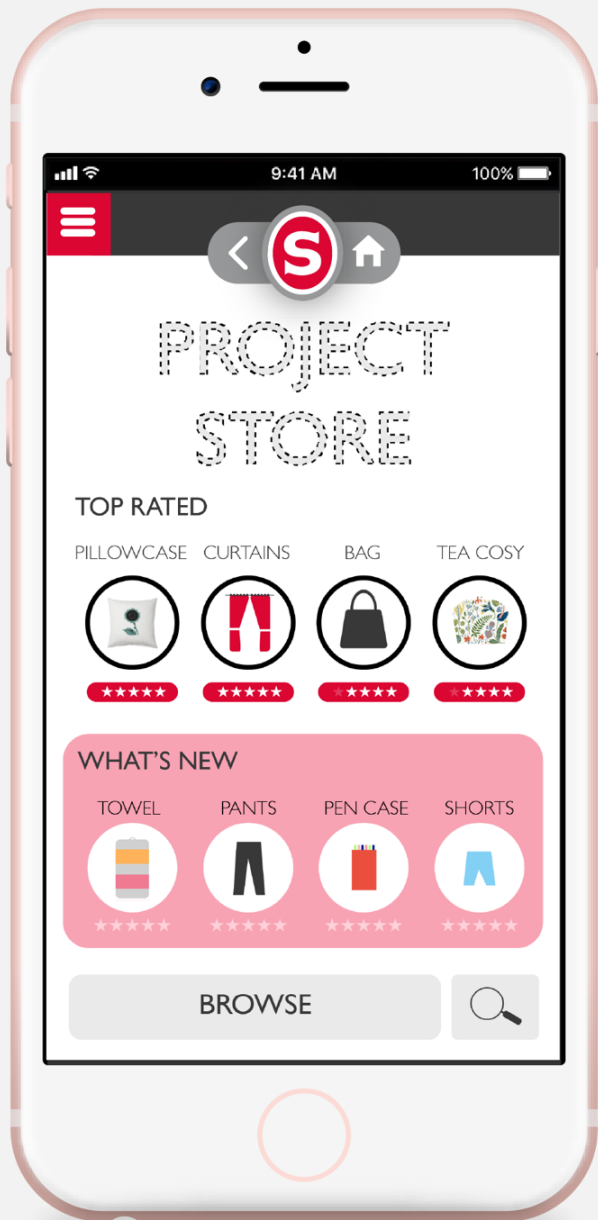 9:41 AM 100%
S
PROJECT
STORE
TOP RATED
PILLOWCASE CURTAINS BAG TEA COSY
WHAT'S NEW
TOWEL PANTS PEN CASE SHORTS
BROWSE